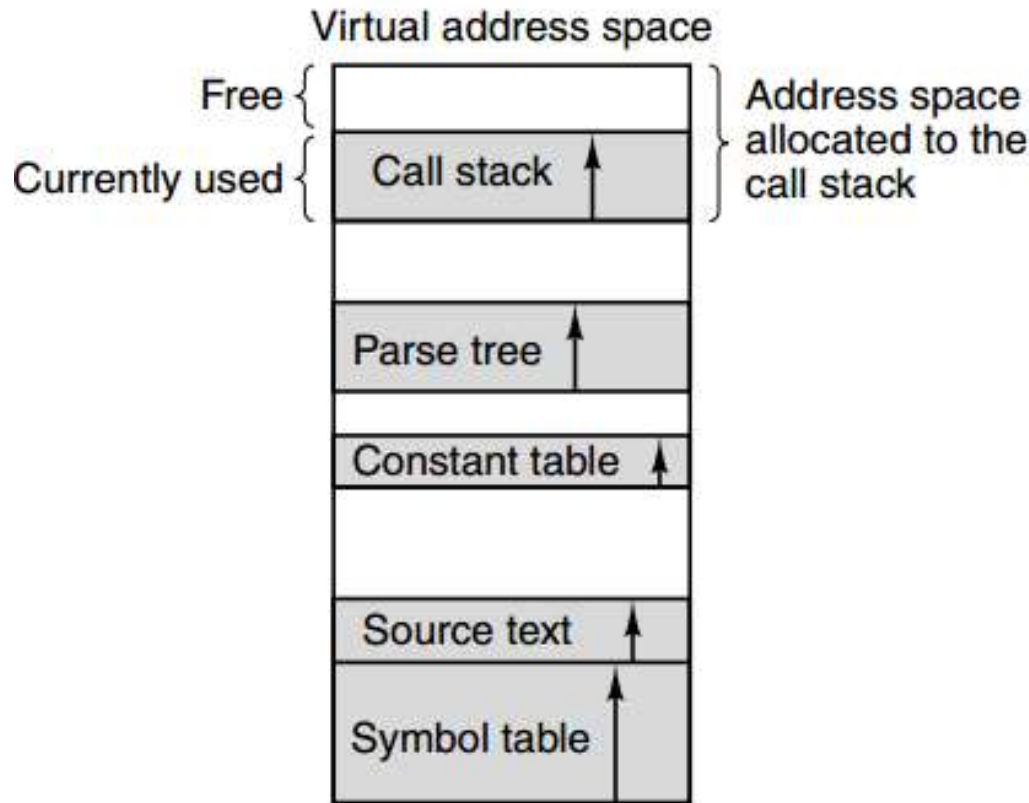 Virtual address space
Free
Currently used
Call stack
Address space
allocated to the
call stack
Parse tree
Constant table
Source text
Symbol table